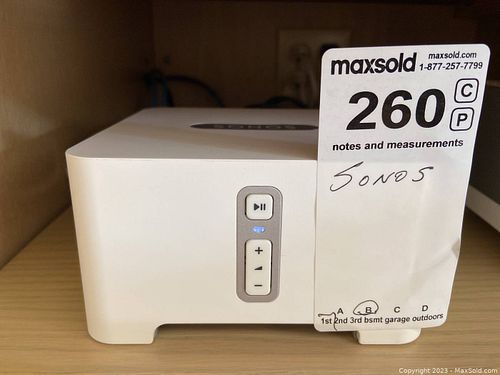 maxsold maxsold.com
1-877-257-7799
260 C
P
notes and measurements
SONOS
SONOS
+
−
A B C D
1st 2nd 3rd bsmt garage outdoors
Copyright 2023 - MaxSold.com